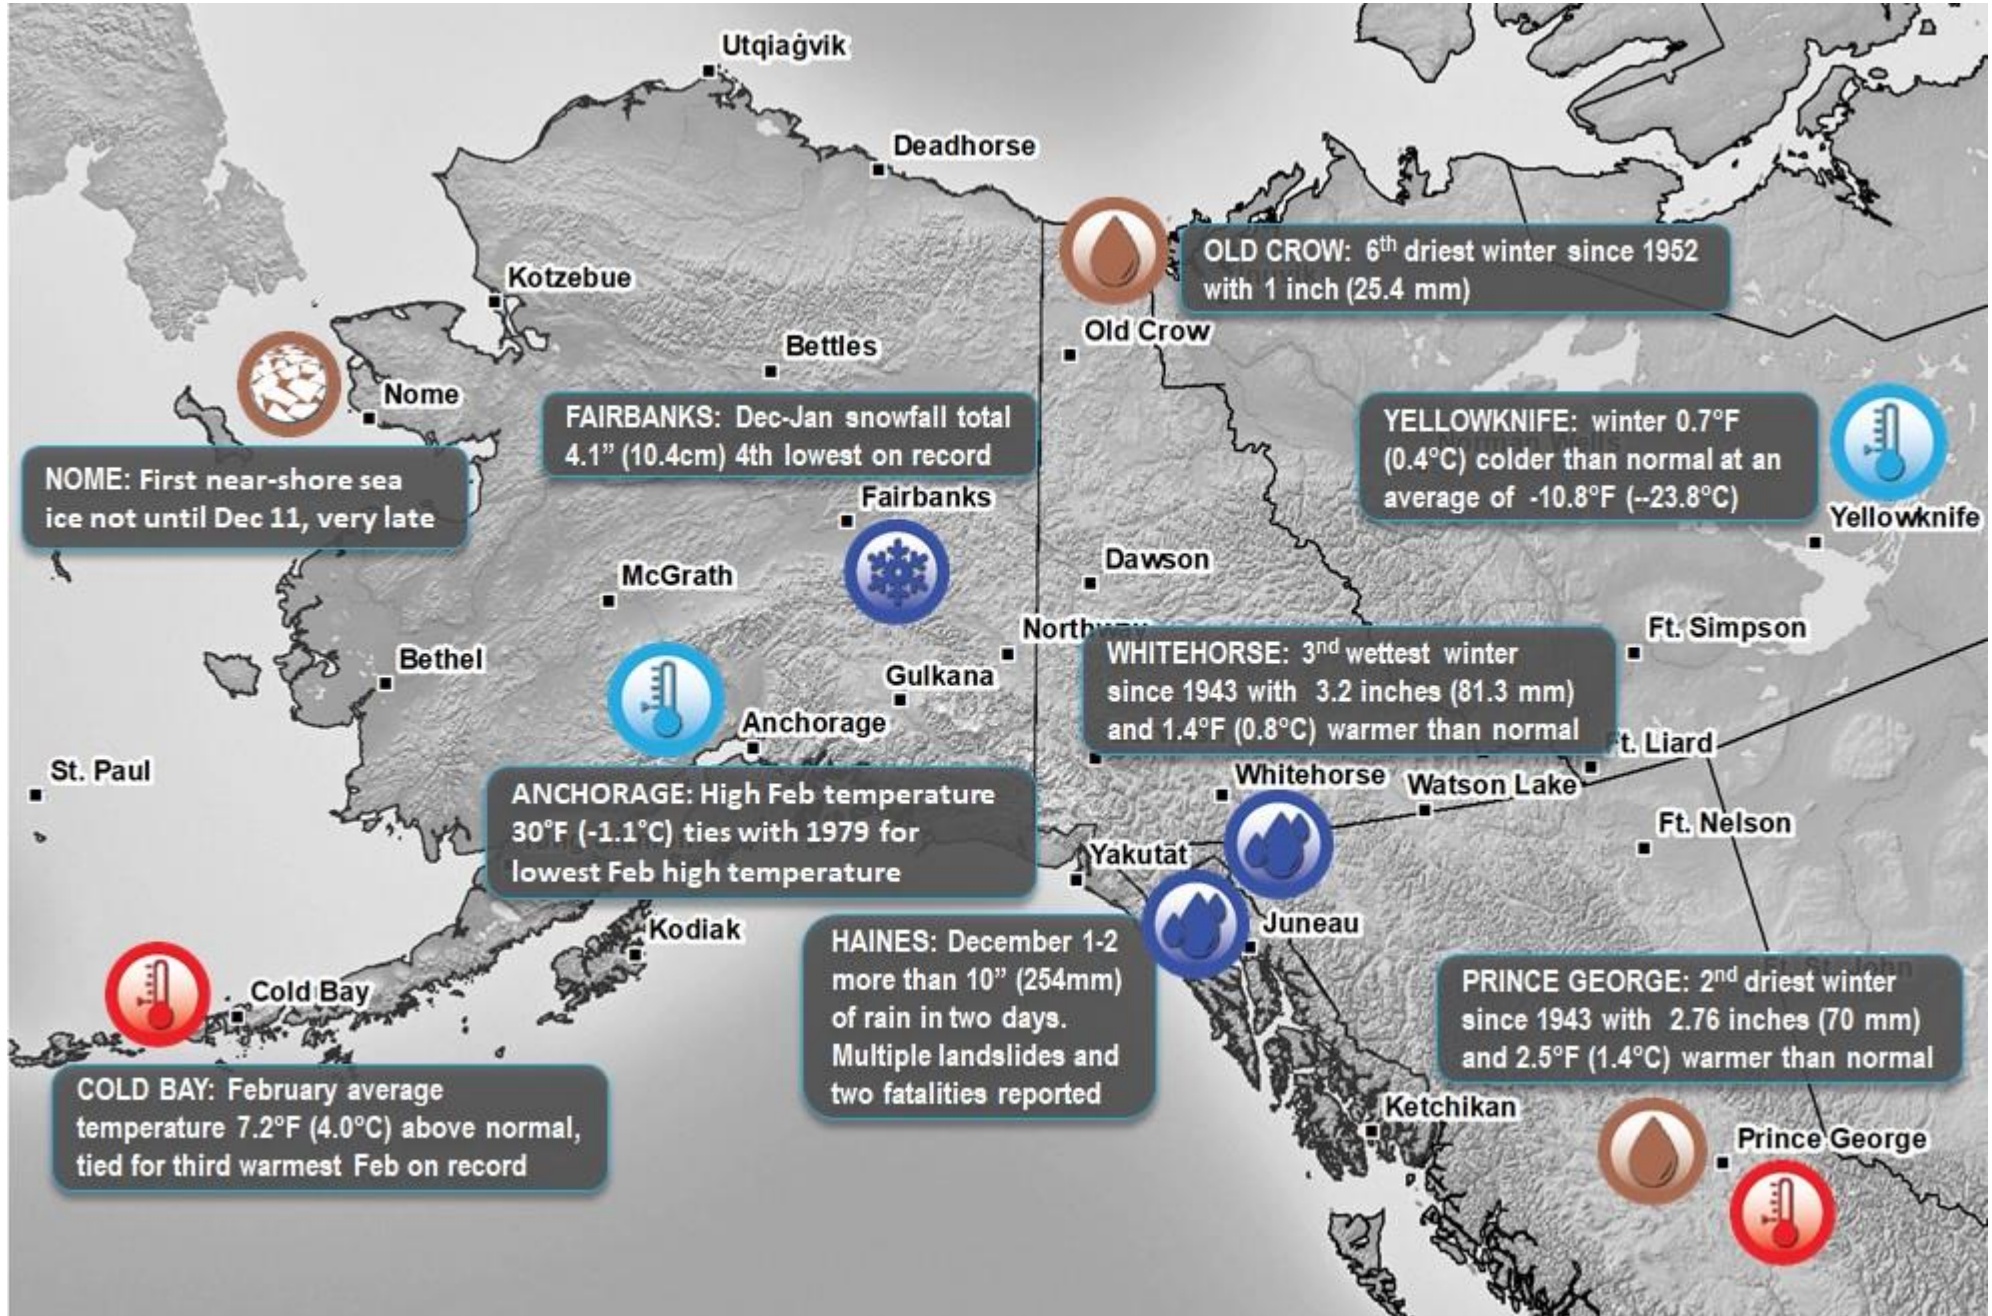 Utqiaġvik
Deadhorse
OLD CROW: 6th driest winter since 1952
with 1 inch (25.4 mm)
Kotzebue
Old Crow
Bettles
Nome
FAIRBANKS: Dec-Jan snowfall total
4.1” (10.4cm) 4th lowest on record
YELLOWKNIFE: winter 0.7°F
(0.4°C) colder than normal at an
average of -10.8°F (--23.8°C)
Norman Wells
NOME: First near-shore sea
ice not until Dec 11, very late
Fairbanks
Yellowknife
McGrath
Dawson
Northway
Ft. Simpson
Bethel
Gulkana
WHITEHORSE: 3nd wettest winter
since 1943 with 3.2 inches (81.3 mm)
and 1.4°F (0.8°C) warmer than normal
Anchorage
Ft. Liard
St. Paul
Whitehorse
Watson Lake
ANCHORAGE: High Feb temperature
30°F (-1.1°C) ties with 1979 for
lowest Feb high temperature
Ft. Nelson
Yakutat
Kodiak
Juneau
HAINES: December 1-2
more than 10” (254mm)
of rain in two days.
Multiple landslides and
two fatalities reported
Ft. St. John
PRINCE GEORGE: 2nd driest winter
since 1943 with 2.76 inches (70 mm)
and 2.5°F (1.4°C) warmer than normal
Cold Bay
COLD BAY: February average
temperature 7.2°F (4.0°C) above normal,
tied for third warmest Feb on record
Ketchikan
Prince George